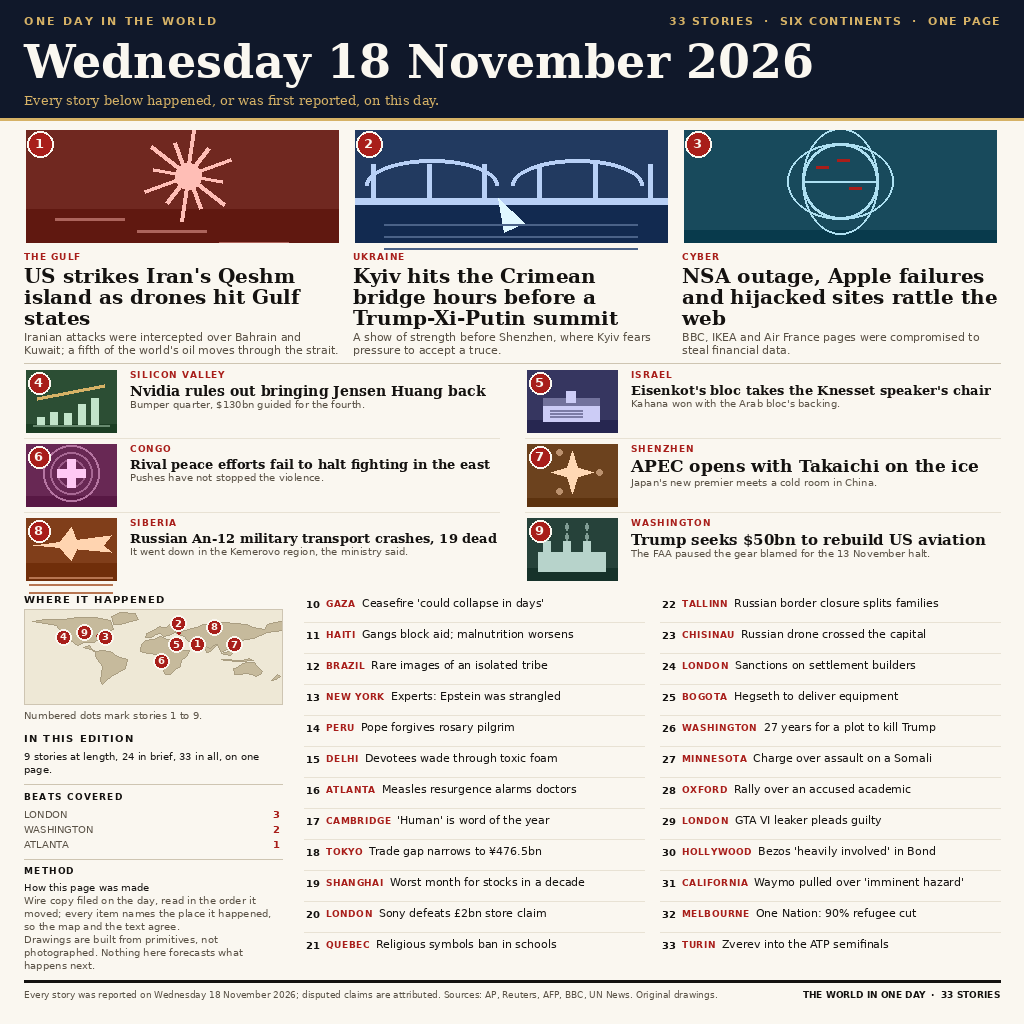 ONE DAY IN THE WORLD
33 STORIES · SIX CONTINENTS · ONE PAGE
Wednesday 18 November 2026
Every story below happened, or was first reported, on this day.
1
THE GULF
US strikes Iran's Qeshm
island as drones hit Gulf
states
Iranian attacks were intercepted over Bahrain and
Kuwait; a fifth of the world's oil moves through the strait.
2
UKRAINE
Kyiv hits the Crimean
bridge hours before a
Trump-Xi-Putin summit
A show of strength before Shenzhen, where Kyiv fears
pressure to accept a truce.
3
CYBER
NSA outage, Apple failures
and hijacked sites rattle the
web
BBC, IKEA and Air France pages were compromised to
steal financial data.
4
SILICON VALLEY
Nvidia rules out bringing Jensen Huang back
Bumper quarter, $130bn guided for the fourth.
5
ISRAEL
Eisenkot's bloc takes the Knesset speaker's chair
Kahana won with the Arab bloc's backing.
6
CONGO
Rival peace efforts fail to halt fighting in the east
Pushes have not stopped the violence.
7
SHENZHEN
APEC opens with Takaichi on the ice
Japan's new premier meets a cold room in China.
8
SIBERIA
Russian An-12 military transport crashes, 19 dead
It went down in the Kemerovo region, the ministry said.
9
WASHINGTON
Trump seeks $50bn to rebuild US aviation
The FAA paused the gear blamed for the 13 November halt.
WHERE IT HAPPENED
4 9 3 2 8 5 1 7 6
Numbered dots mark stories 1 to 9.
IN THIS EDITION
9 stories at length, 24 in brief, 33 in all, on one
page.
BEATS COVERED
LONDON 3
WASHINGTON 2
ATLANTA 1
METHOD
How this page was made
Wire copy filed on the day, read in the order it
moved; every item names the place it happened,
so the map and the text agree.
Drawings are built from primitives, not
photographed. Nothing here forecasts what
happens next.
10 GAZA Ceasefire 'could collapse in days'
11 HAITI Gangs block aid; malnutrition worsens
12 BRAZIL Rare images of an isolated tribe
13 NEW YORK Experts: Epstein was strangled
14 PERU Pope forgives rosary pilgrim
15 DELHI Devotees wade through toxic foam
16 ATLANTA Measles resurgence alarms doctors
17 CAMBRIDGE 'Human' is word of the year
18 TOKYO Trade gap narrows to ¥476.5bn
19 SHANGHAI Worst month for stocks in a decade
20 LONDON Sony defeats £2bn store claim
21 QUEBEC Religious symbols ban in schools
22 TALLINN Russian border closure splits families
23 CHISINAU Russian drone crossed the capital
24 LONDON Sanctions on settlement builders
25 BOGOTA Hegseth to deliver equipment
26 WASHINGTON 27 years for a plot to kill Trump
27 MINNESOTA Charge over assault on a Somali
28 OXFORD Rally over an accused academic
29 LONDON GTA VI leaker pleads guilty
30 HOLLYWOOD Bezos 'heavily involved' in Bond
31 CALIFORNIA Waymo pulled over 'imminent hazard'
32 MELBOURNE One Nation: 90% refugee cut
33 TURIN Zverev into the ATP semifinals
Every story was reported on Wednesday 18 November 2026; disputed claims are attributed. Sources: AP, Reuters, AFP, BBC, UN News. Original drawings.
THE WORLD IN ONE DAY · 33 STORIES